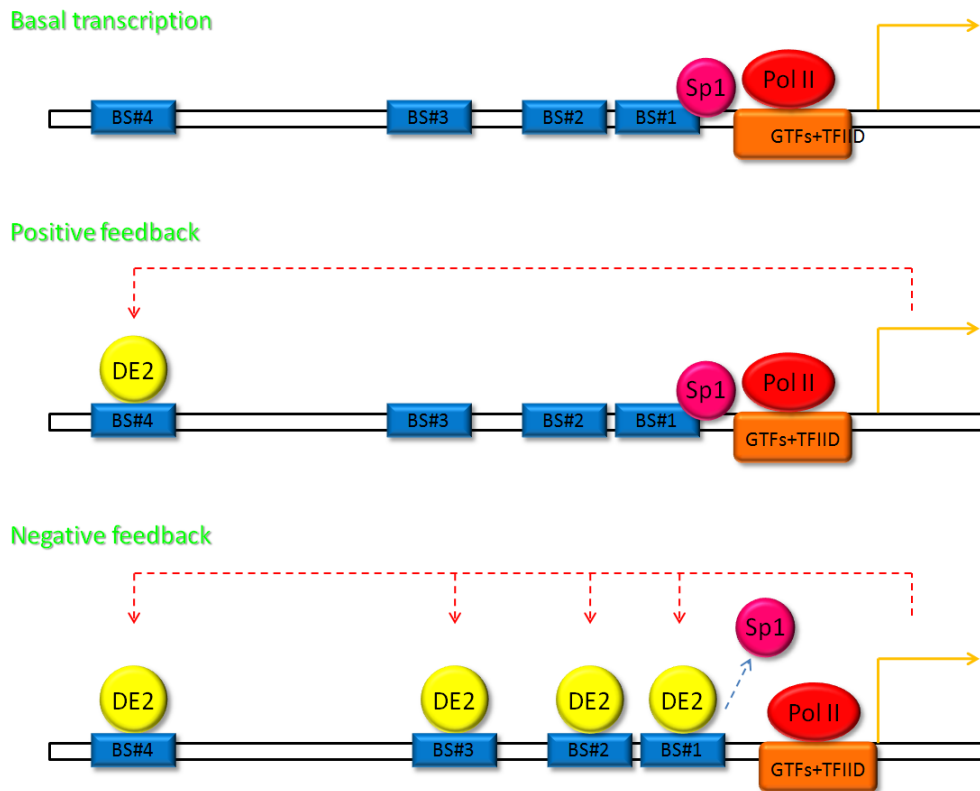 Basal transcription
Sp1 Pol II
BS#4 BS#3 BS#2 BS#1 GTFs+TFIID
Positive feedback
DE2 Sp1 Pol II
BS#4 BS#3 BS#2 BS#1 GTFs+TFIID
Negative feedback
Sp1
DE2 DE2 DE2 DE2 Pol II
BS#4 BS#3 BS#2 BS#1 GTFs+TFIID